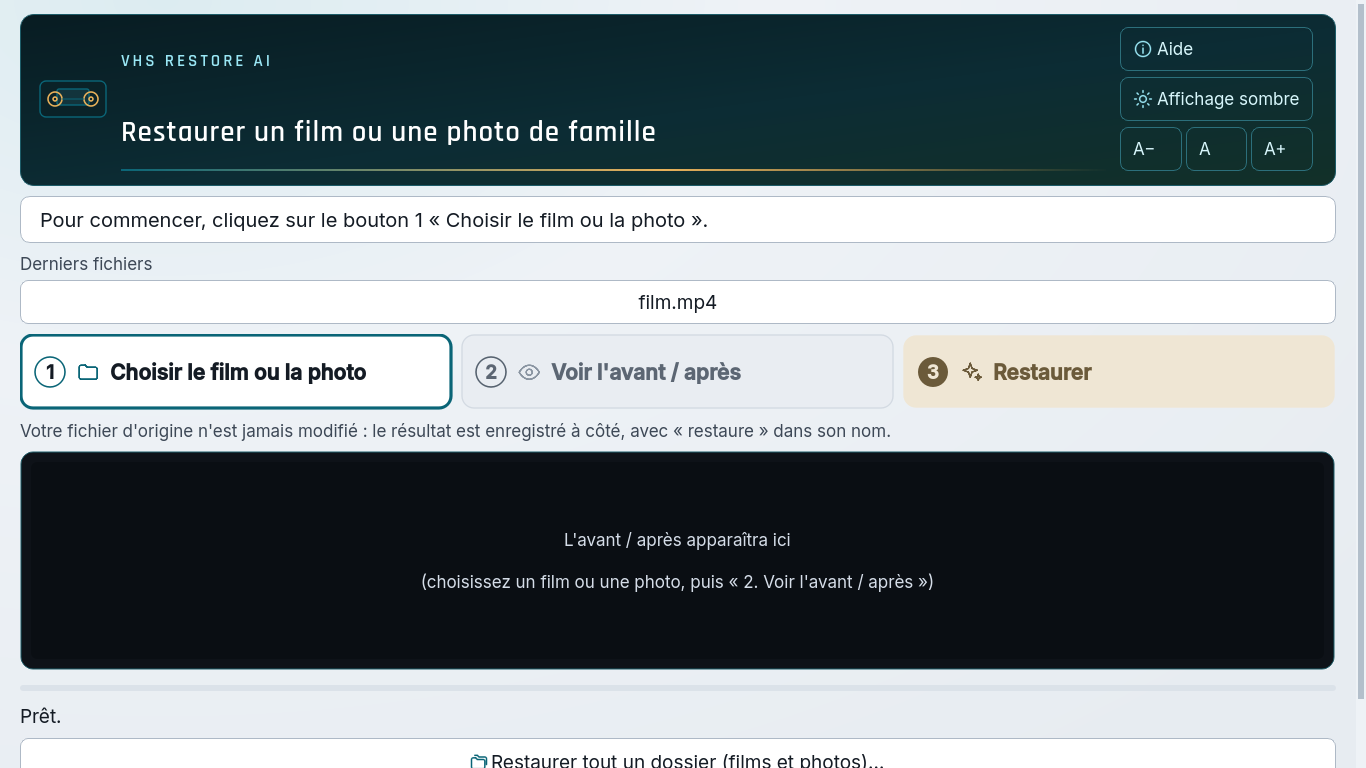 VHS RESTORE AI
Restaurer un film ou une photo de famille
Aide
Affichage sombre
A− A A+
Pour commencer, cliquez sur le bouton 1 « Choisir le film ou la photo ».
Derniers fichiers
film.mp4
1 Choisir le film ou la photo
2 Voir l'avant / après
3 Restaurer
Votre fichier d'origine n'est jamais modifié : le résultat est enregistré à côté, avec « restaure » dans son nom.
L'avant / après apparaîtra ici
(choisissez un film ou une photo, puis « 2. Voir l'avant / après »)
Prêt.
Restaurer tout un dossier (films et photos)...